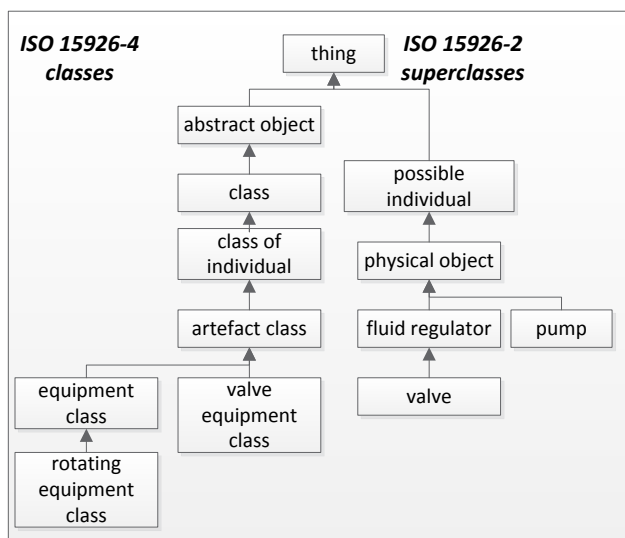 ISO 15926-4
classes
thing
ISO 15926-2
superclasses
abstract object
class
possible
individual
class of
individual
physical object
artefact class
fluid regulator
pump
equipment
class
valve
equipment
class
valve
rotating
equipment
class